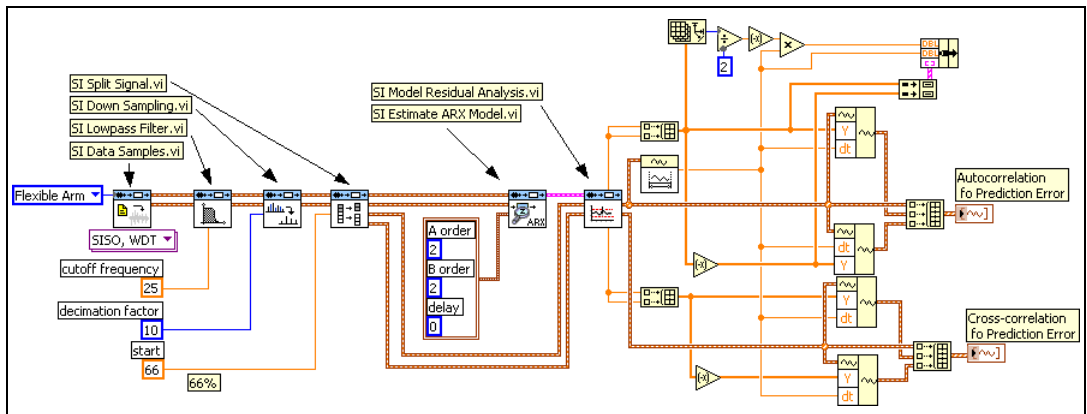 SI Split Signal.vi
SI Down Sampling.vi
SI Lowpass Filter.vi
SI Data Samples.vi
SI Model Residual Analysis.vi
SI Estimate ARX Model.vi
÷
2
(-x)
×
DBL
DBL
Flexible Arm
SISO, WDT
cutoff frequency
25
decimation factor
10
start
66
66%
ARX
A order
2
B order
2
delay
0
Y
dt
dt
Y
(-x)
Y
dt
(-x)
Y
dt
Autocorrelation
fo Prediction Error
Cross-correlation
fo Prediction Error